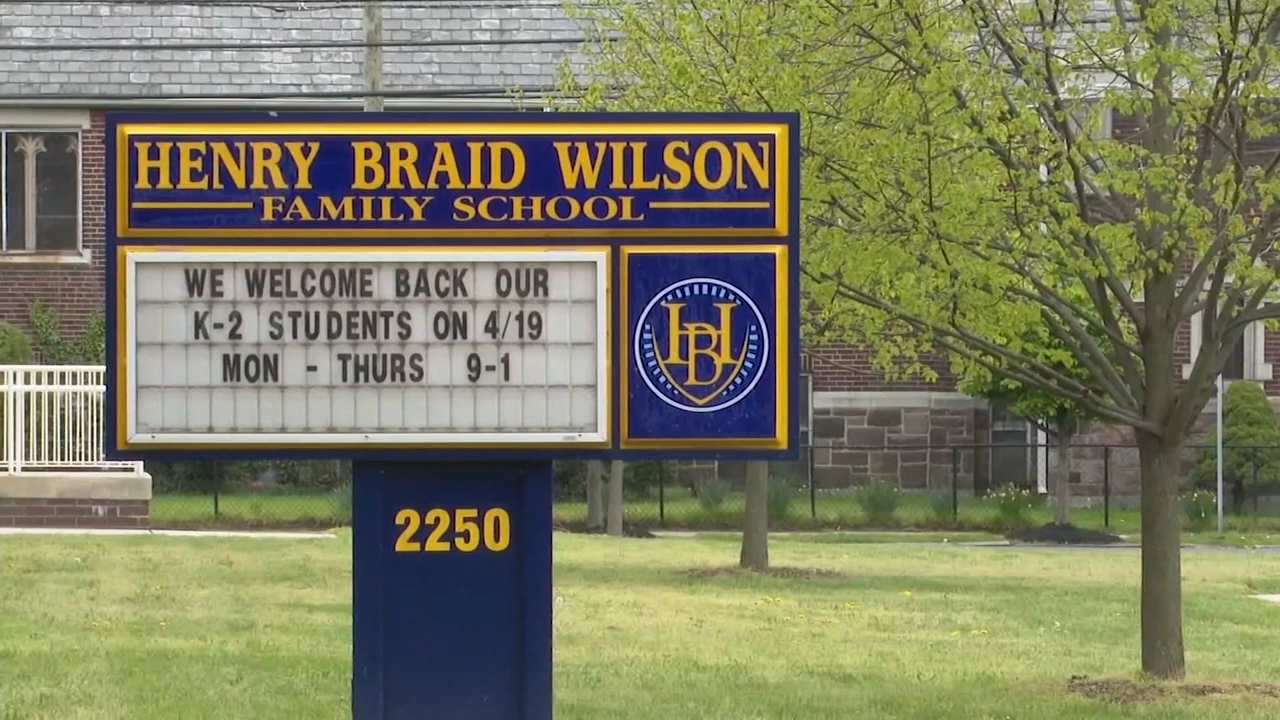 HENRY BRAID WILSON
FAMILY SCHOOL
WE WELCOME BACK OUR
K-2 STUDENTS ON 4/19
MON - THURS 9-1
HBW
2250